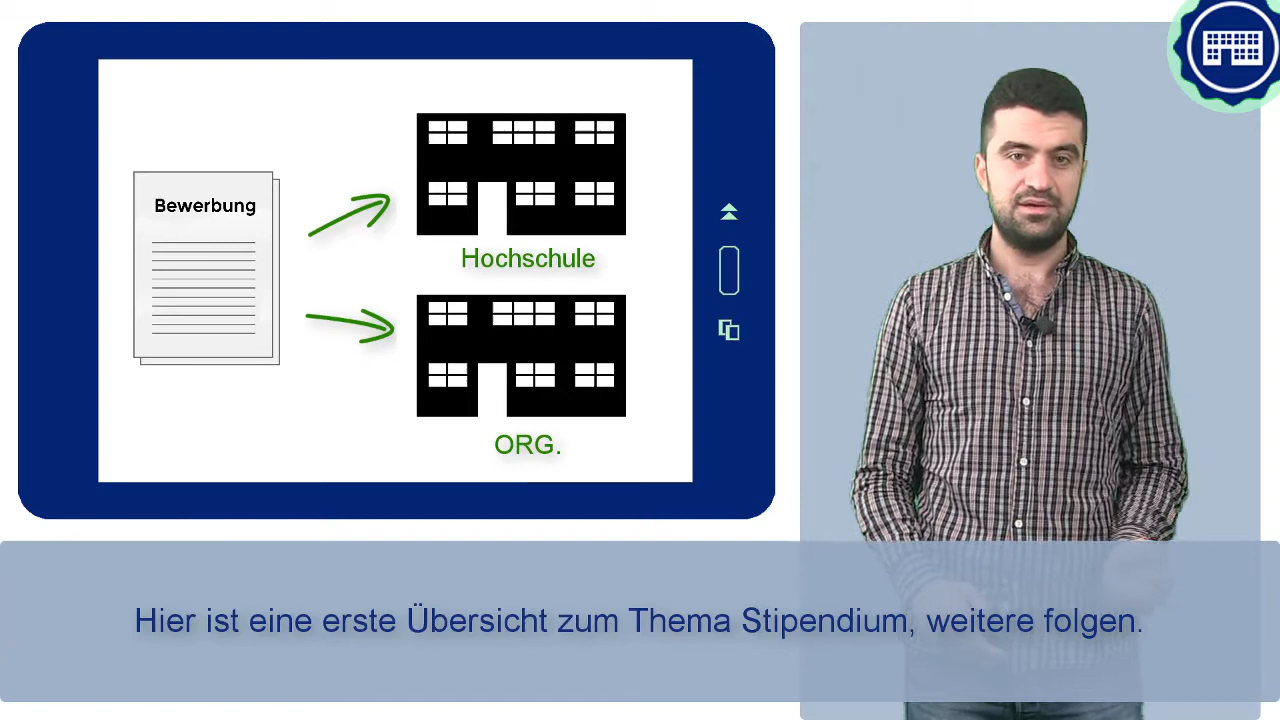 Bewerbung
Hochschule
ORG.
Hier ist eine erste Übersicht zum Thema Stipendium, weitere folgen.